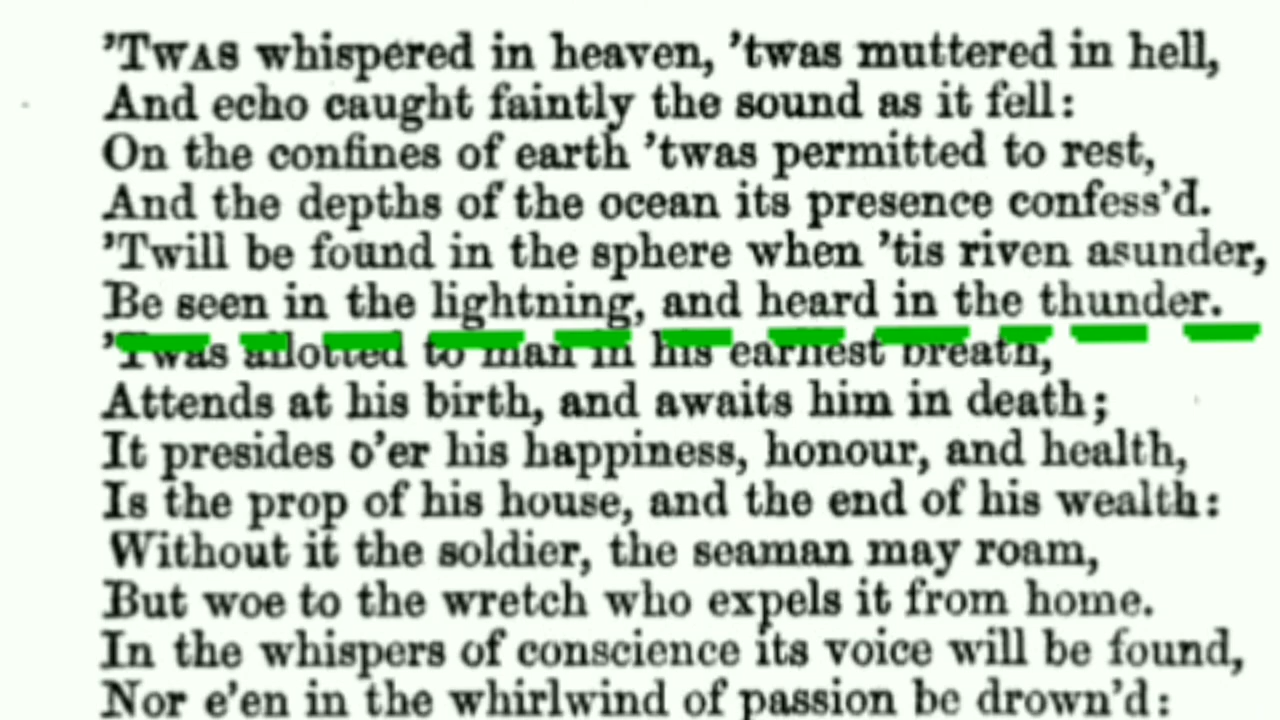 ’TWAS whispered in heaven, ’twas muttered in hell,
And echo caught faintly the sound as it fell:
On the confines of earth ’twas permitted to rest,
And the depths of the ocean its presence confess’d.
’Twill be found in the sphere when ’tis riven asunder,
Be seen in the lightning, and heard in the thunder.
’Twas allotted to man in his earnest breath,
Attends at his birth, and awaits him in death;
It presides o’er his happiness, honour, and health,
Is the prop of his house, and the end of his wealth:
Without it the soldier, the seaman may roam,
But woe to the wretch who expels it from home.
In the whispers of conscience its voice will be found,
Nor e’en in the whirlwind of passion be drown’d: